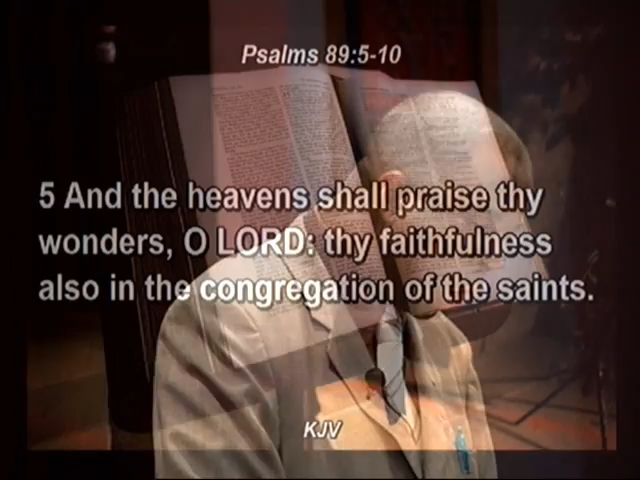 Psalms 89:5-10
5 And the heavens shall praise thy
wonders, O LORD: thy faithfulness
also in the congregation of the saints.
KJV